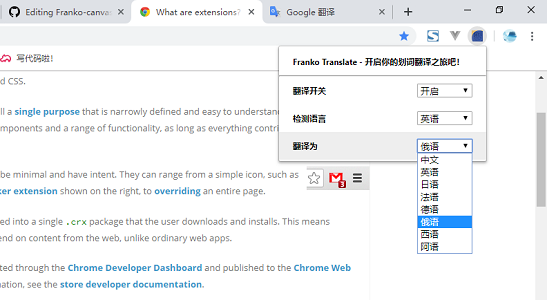 Editing Franko-canva
What are extensions?
Google 翻译
写代码啦!
Franko Translate - 开启你的划词翻译之旅吧!
翻译开关 开启
检测语言 英语
翻译为 俄语
中文
英语
日语
法语
德语
俄语
西语
阿语
d CSS.
ll a single purpose that is narrowly defined and easy to understand
mponents and a range of functionality, as long as everything contri
be minimal and have intent. They can range from a simple icon, such as
ker extension shown on the right, to overriding an entire page.
3
ed into a single .crx package that the user downloads and installs. This means
end on content from the web, unlike ordinary web apps.
ted through the Chrome Developer Dashboard and published to the Chrome Web
mation, see the store developer documentation.